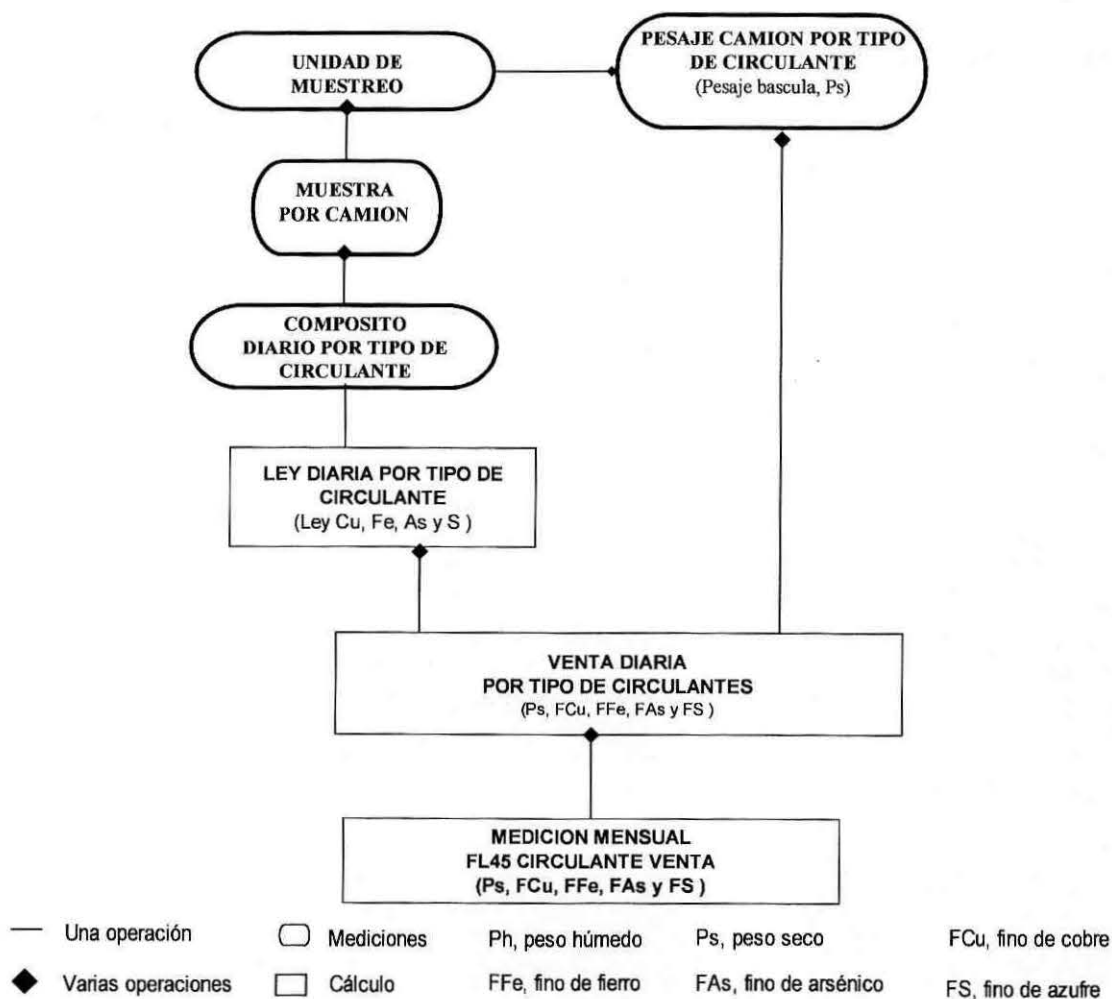 UNIDAD DE
MUESTREO
PESAJE CAMION POR TIPO
DE CIRCULANTE
(Pesaje bascula, Ps)
MUESTRA
POR CAMION
COMPOSITO
DIARIO POR TIPO DE
CIRCULANTE
LEY DIARIA POR TIPO DE
CIRCULANTE
(Ley Cu, Fe, As y S )
VENTA DIARIA
POR TIPO DE CIRCULANTES
(Ps, FCu, FFe, FAs y FS )
MEDICION MENSUAL
FL45 CIRCULANTE VENTA
(Ps, FCu, FFe, FAs y FS )
Una operación
Mediciones
Ph, peso húmedo
Ps, peso seco
FCu, fino de cobre
Varias operaciones
Cálculo
FFe, fino de fierro
FAs, fino de arsénico
FS, fino de azufre